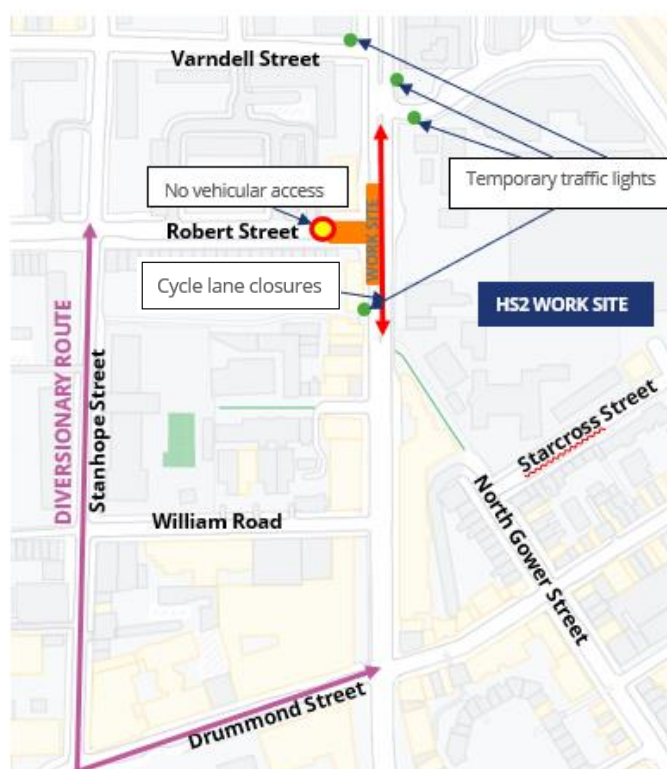 Varndell Street
No vehicular access
Temporary traffic lights
Robert Street
WORK SITE
Cycle lane closures
HS2 WORK SITE
DIVERSIONARY ROUTE
Stanhope Street
Starcross Street
William Road
North Gower Street
Drummond Street